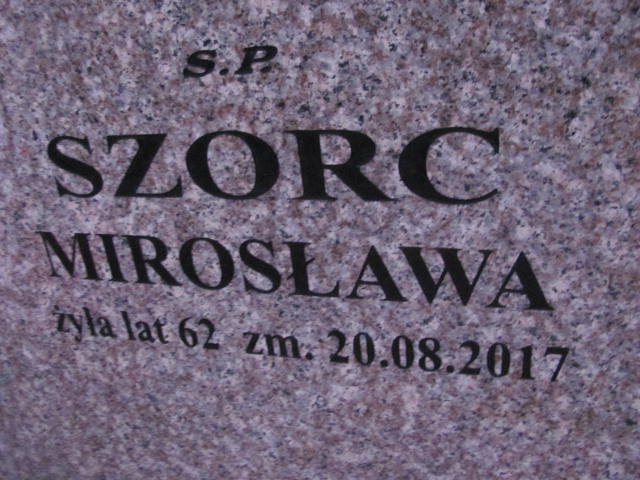 S.P
SZORC
MIROSŁAWA
żyła lat 62 zm. 20.08.2017